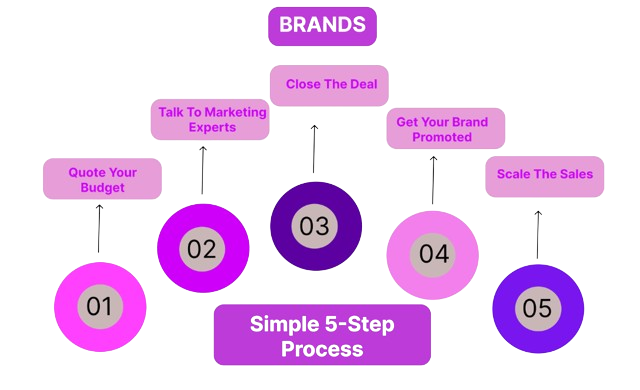 BRANDS
Close The Deal
Talk To Marketing
Experts
Get Your Brand
Promoted
Quote Your
Budget
Scale The Sales
01
02
03
04
05
Simple 5-Step
Process